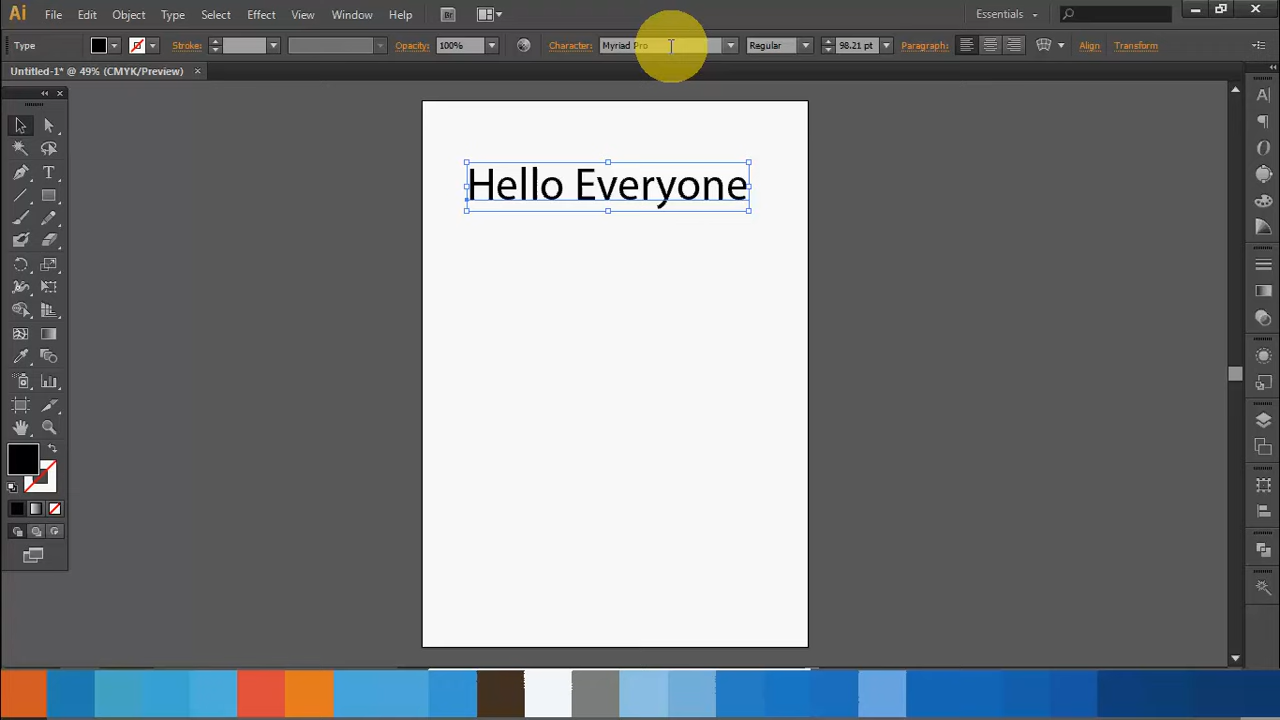 Ai File Edit Object Type Select Effect View Window Help Br Essentials
Type Stroke: Opacity: 100% Character: Myriad Pro Regular 98.21 pt Paragraph: Align Transform
Untitled-1* @ 49% (CMYK/Preview)
Hello Everyone